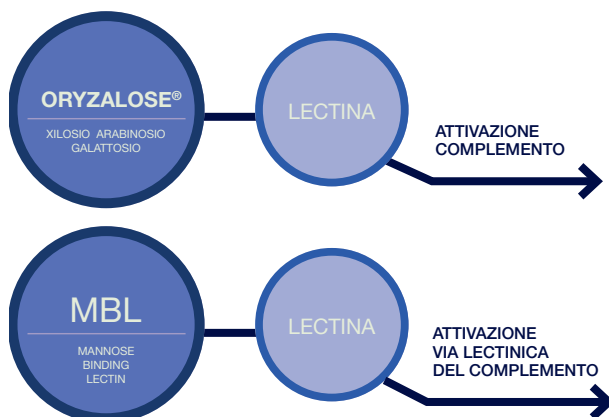 ORYZALOSE®
XILOSIO ARABINOSIO
GALATTOSIO
LECTINA
ATTIVAZIONE
COMPLEMENTO
MBL
MANNOSE
BINDING
LECTIN
LECTINA
ATTIVAZIONE
VIA LECTINICA
DEL COMPLEMENTO